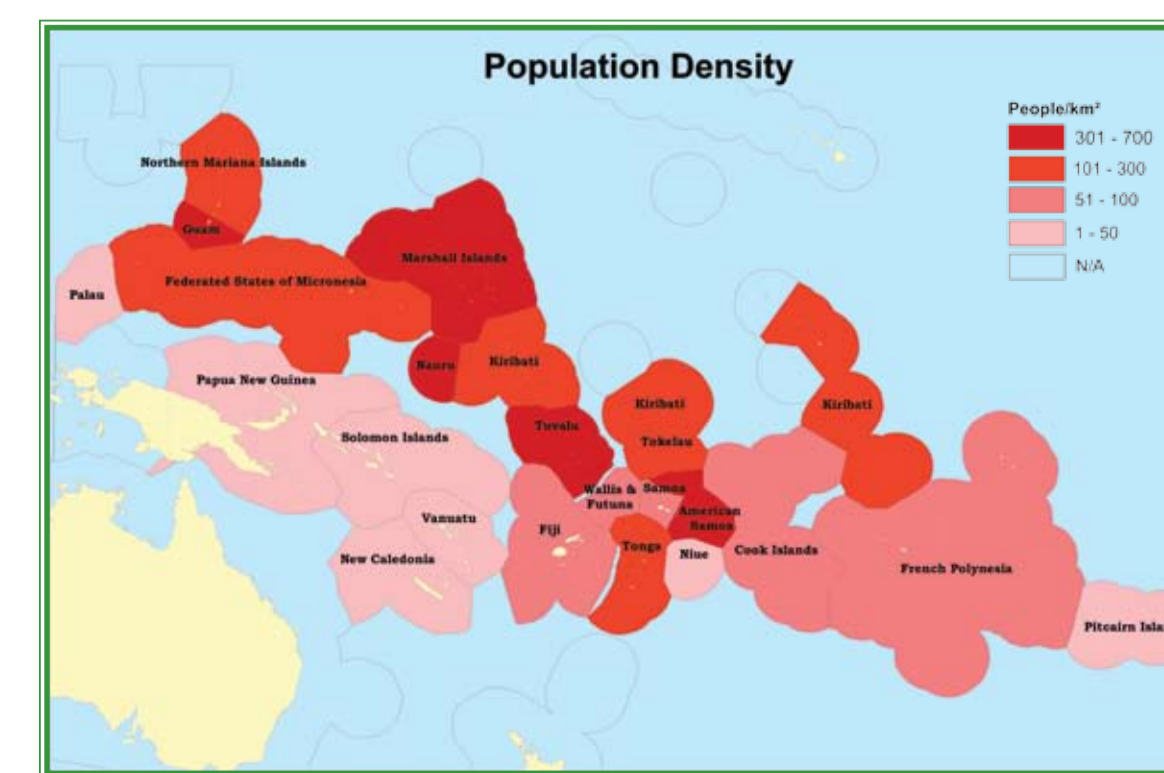 Population Density
People/km²
301 - 700
101 - 300
51 - 100
1 - 50
N/A
Northern Mariana Islands
Guam
Marshall Islands
Federated States of Micronesia
Palau
Nauru
Kiribati
Papua New Guinea
Kiribati
Kiribati
Tuvalu
Solomon Islands
Tokelau
Wallis &
Futuna
Samoa
American
Samoa
Vanuatu
Fiji
Tonga
Niue
Cook Islands
New Caledonia
French Polynesia
Pitcairn Isla